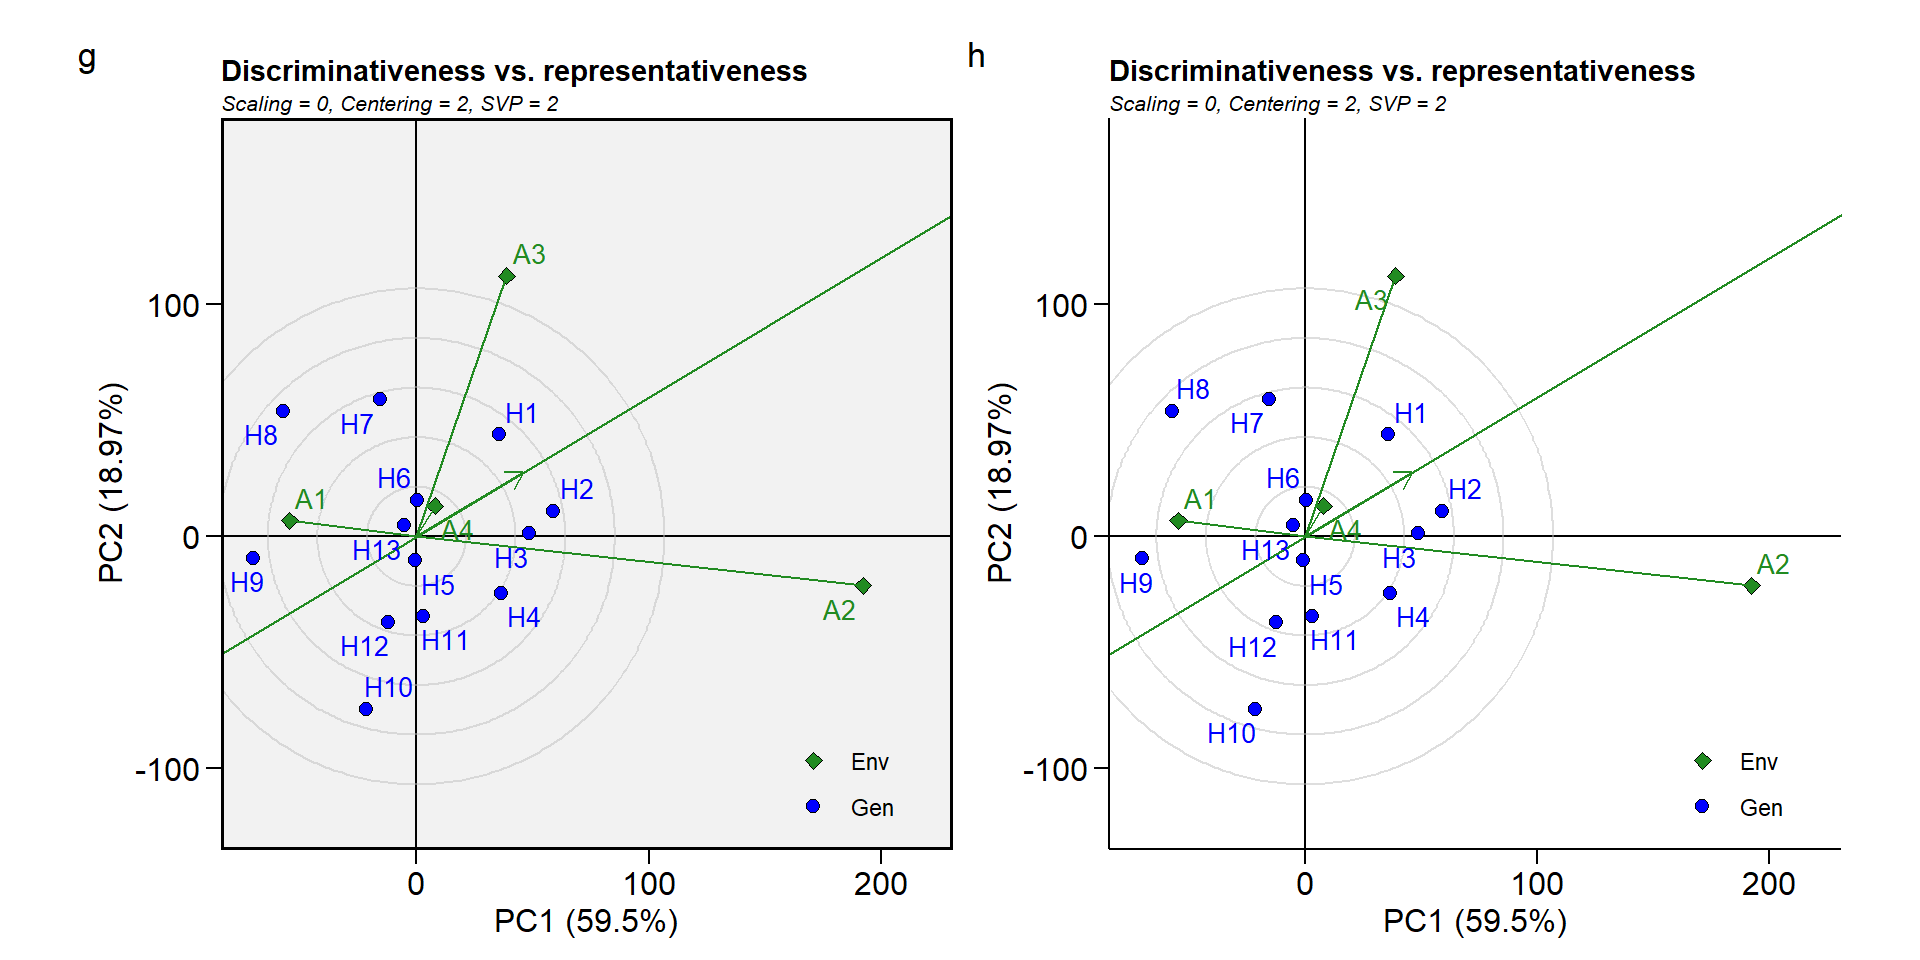 g
Discriminativeness vs. representativeness
Scaling = 0, Centering = 2, SVP = 2
PC2 (18.97%)
100
0
-100
A3
H8
H7
H1
H6
H2
A1
A4
H13
H3
H9
H5
A2
H4
H12
H11
H10
Env
Gen
0
100
200
PC1 (59.5%)
h
Discriminativeness vs. representativeness
Scaling = 0, Centering = 2, SVP = 2
PC2 (18.97%)
100
0
-100
A3
H8
H7
H1
H6
H2
A1
A4
H13
H3
A2
H9
H5
H4
H12
H11
H10
Env
Gen
0
100
200
PC1 (59.5%)